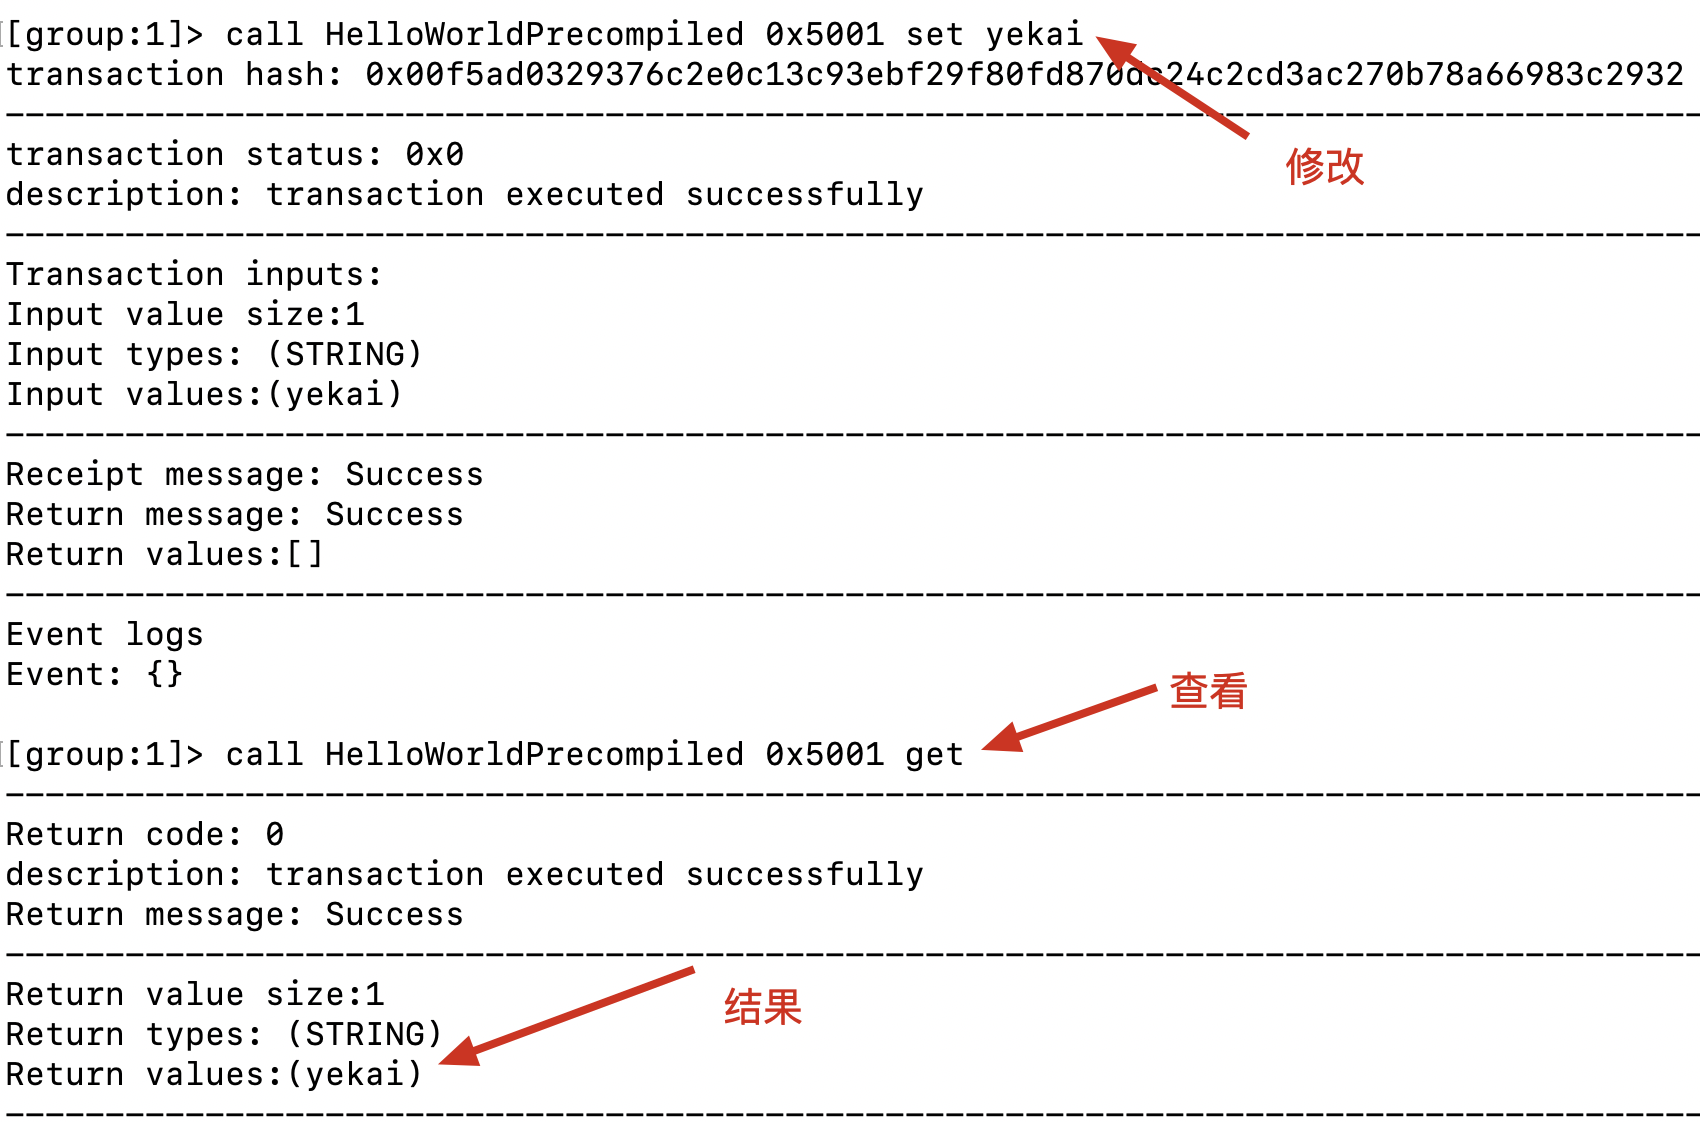 [group:1]> call HelloWorldPrecompiled 0x5001 set yekai
transaction hash: 0x00f5ad0329376c2e0c13c93ebf29f80fd870dc24c2cd3ac270b78a66983c2932
修改
transaction status: 0x0
description: transaction executed successfully
Transaction inputs:
Input value size:1
Input types: (STRING)
Input values:(yekai)
Receipt message: Success
Return message: Success
Return values:[]
Event logs
Event: {}
查看
[group:1]> call HelloWorldPrecompiled 0x5001 get
Return code: 0
description: transaction executed successfully
Return message: Success
Return value size:1
结果
Return types: (STRING)
Return values:(yekai)